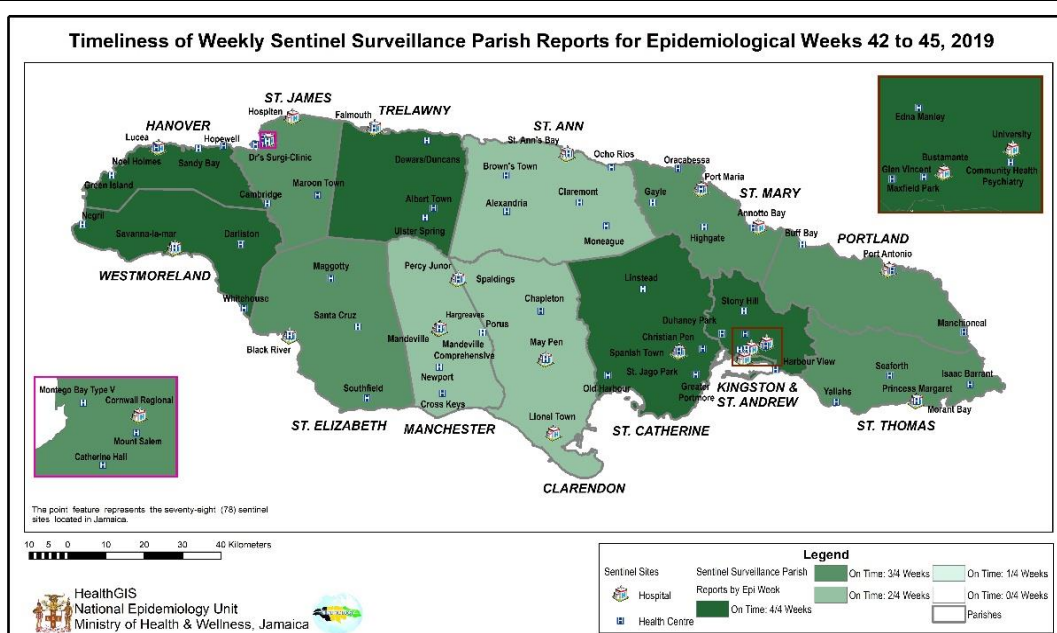 Timeliness of Weekly Sentinel Surveillance Parish Reports for Epidemiological Weeks 42 to 45, 2019
ST. JAMES
Hospiten
TRELAWNY
Falmouth
HANOVER
Lucea
Hopewell
Noel Holmes
Sandy Bay
Green Island
Dr's Surgi-Clinic
Maroon Town
Cambridge
Dewars/Duncans
Albart Town
Ulster Spring
ST. ANN
St. Ann's Bay
Brown's Town
Ocho Rios
Claremont
Alexandria
Moneague
Oracabessa
Port Maria
Gayle
ST. MARY
Annotto Bay
Highgate
Buff Bay
PORTLAND
Port Antonio
Manchioneal
Edna Manley
University
Bustamante
Glen Vincent
Community Health
Psychiatry
Maxfield Park
Negril
Savanna-la-mar
Darliston
WESTMORELAND
Whitehouse
Maggotty
Santa Cruz
Black River
Southfield
ST. ELIZABETH
Percy Junor
Spaldings
Hargreaves
Mandeville
Porus
Mandeville
Comprehensive
Newport
Cross Keys
MANCHESTER
Chapleton
May Pen
Lionel Town
CLARENDON
Linstead
Christian Pen
Spanish Town
St. Jago Park
Old Harbour
Greater
Portmore
ST. CATHERINE
Stony Hill
Duhaney Park
Harbour View
KINGSTON &
ST. ANDREW
Seaforth
Isaac Barrant
Yallahs
Princess Margaret
Morant Bay
ST. THOMAS
Montego Bay Type V
Cornwall Regional
Mount Salem
Catherine Hall
The point feature represents the seventy-eight (78) sentinel
sites located in Jamaica.
10 5 0 10 20 30 40 Kilometers
HealthGIS
National Epidemiology Unit
Ministry of Health & Wellness, Jamaica
Legend
Sentinel Sites
Hospital
Health Centre
Sentinel Surveillance Parish
Reports by Epi Week
On Time: 4/4 Weeks
On Time: 3/4 Weeks
On Time: 2/4 Weeks
On Time: 1/4 Weeks
On Time: 0/4 Weeks
Parishes